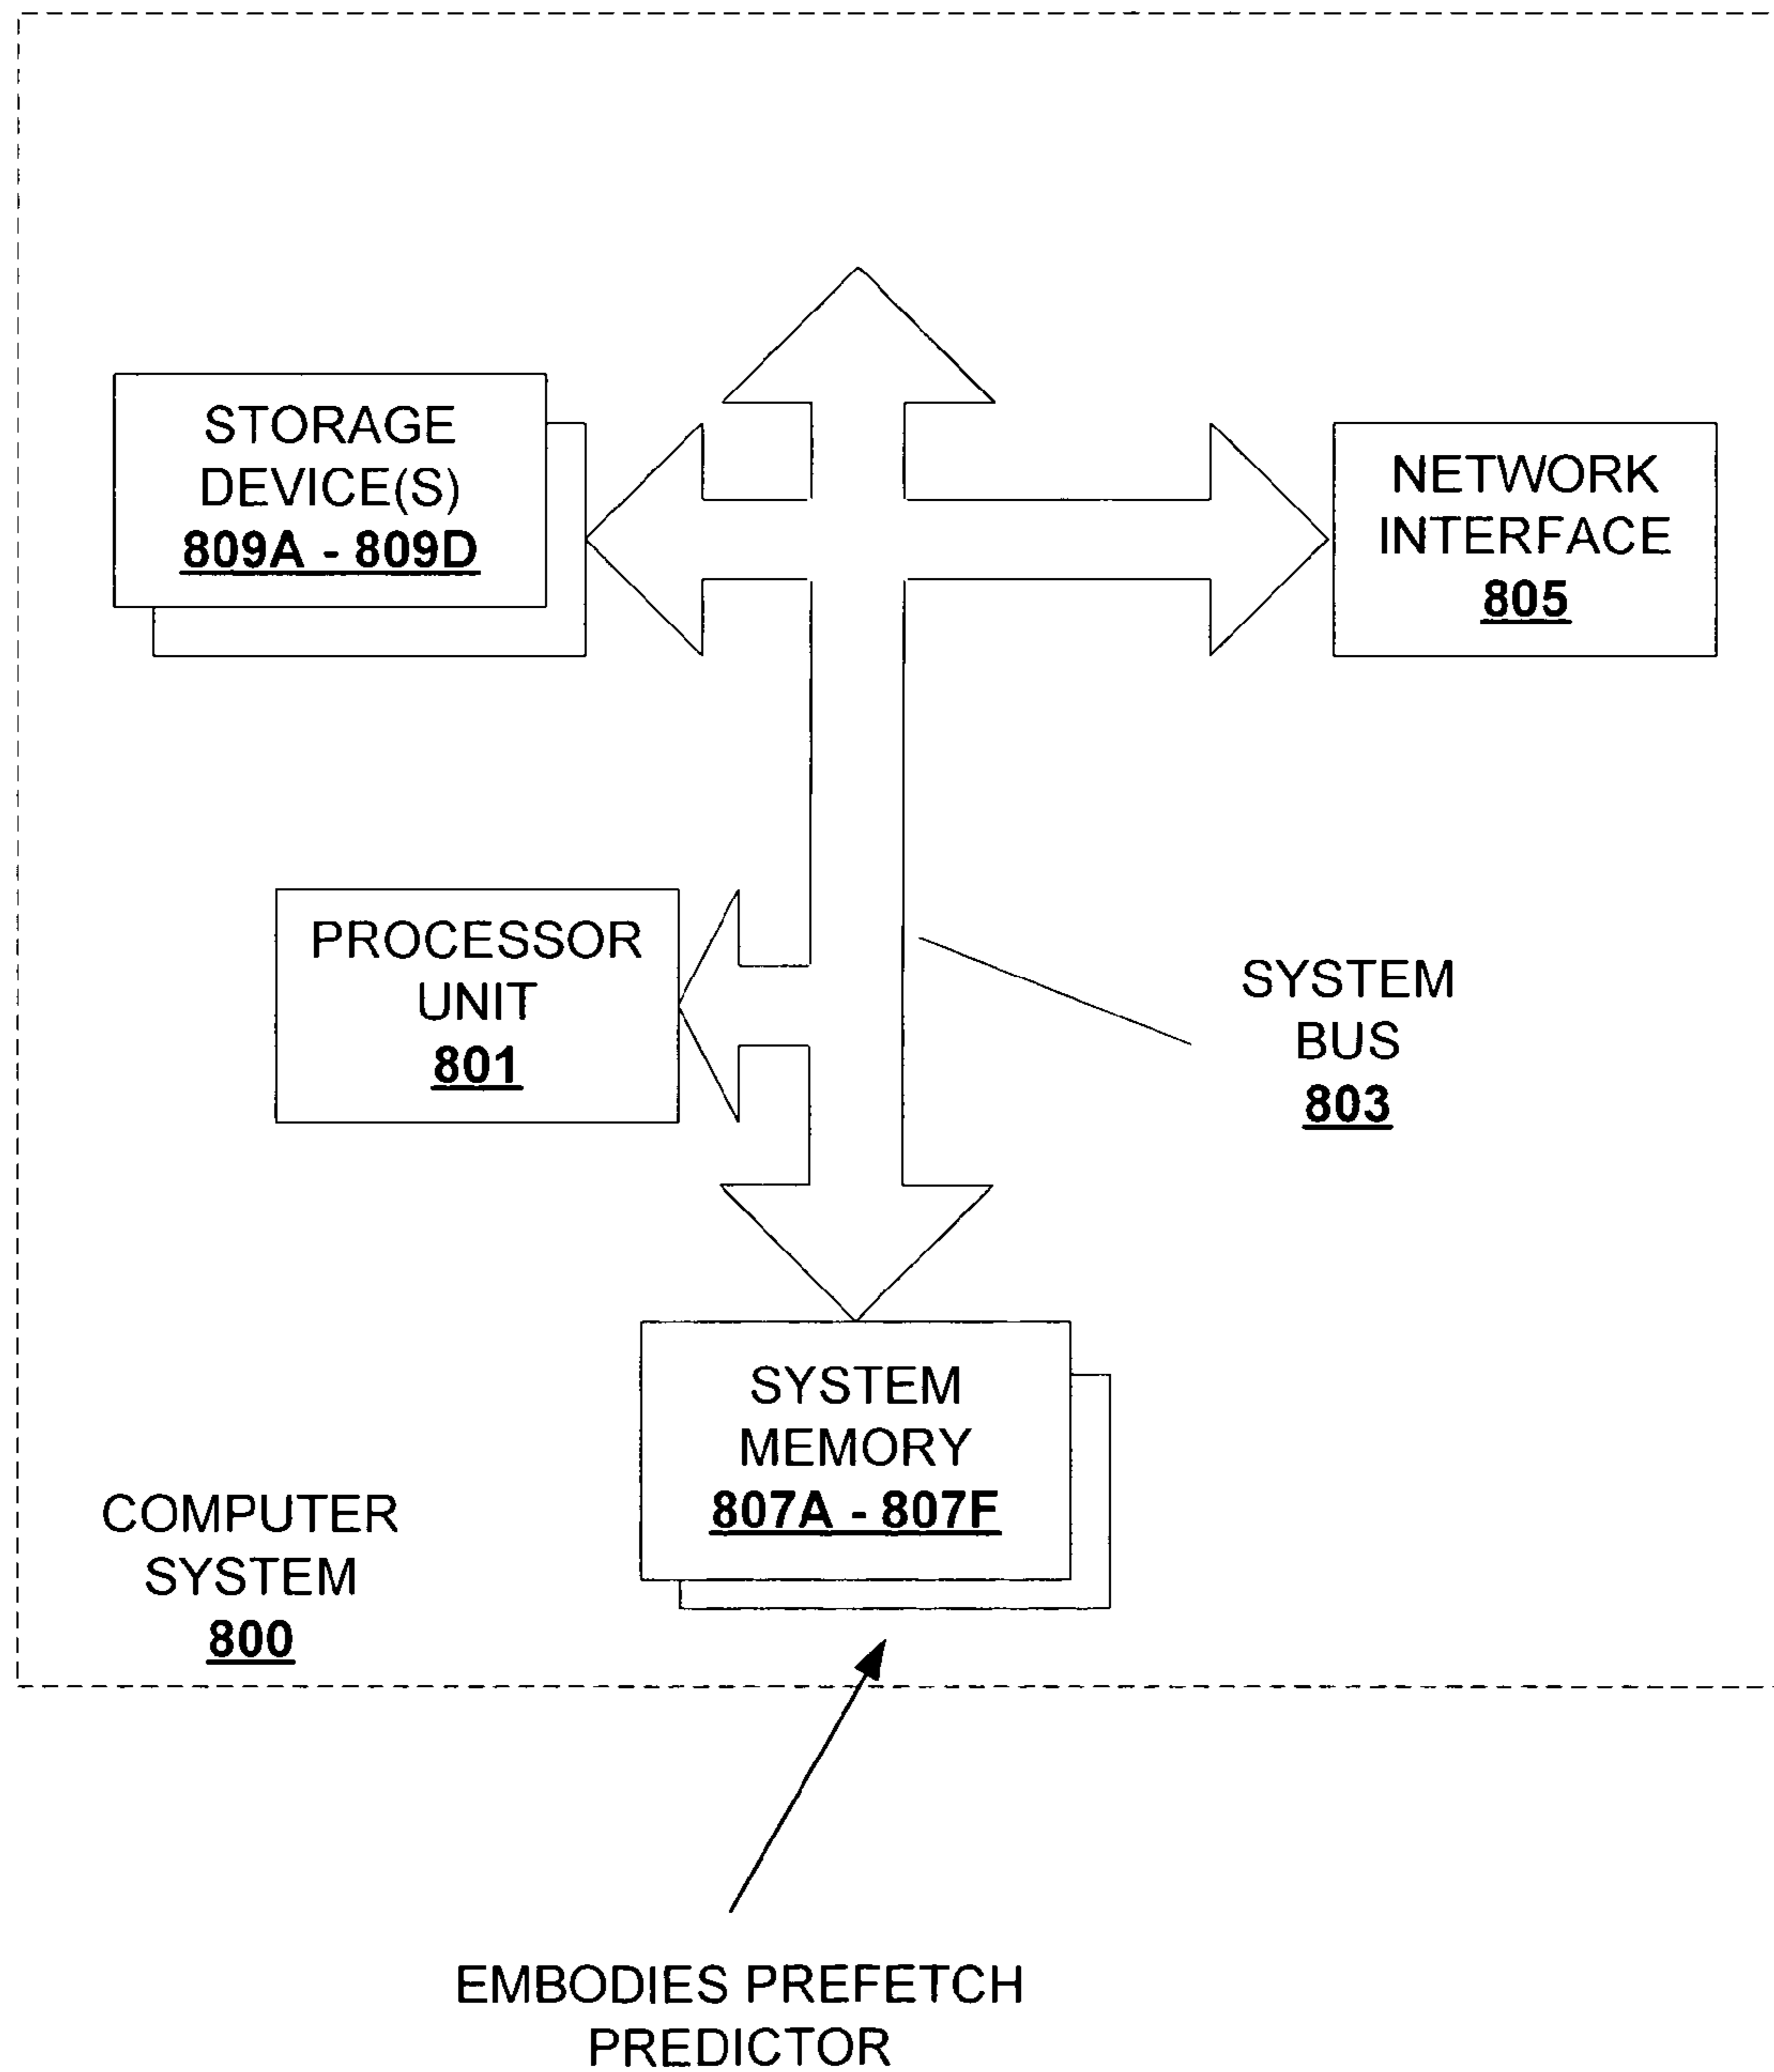 STORAGE
DEVICE(S)
809A - 809D
NETWORK
INTERFACE
805
PROCESSOR
UNIT
801
SYSTEM
BUS
803
SYSTEM
MEMORY
807A - 807F
COMPUTER
SYSTEM
800
EMBODIES PREFETCH
PREDICTOR